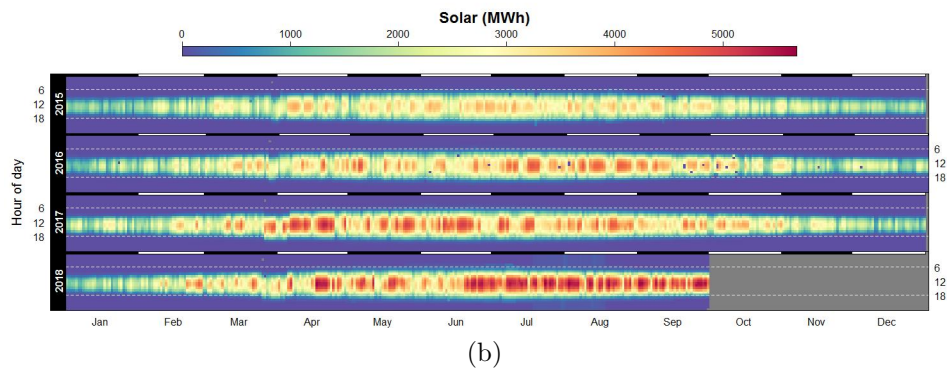 Solar (MWh)
0 1000 2000 3000 4000 5000
Hour of day
6 12 18 2015
2016 6 12 18
6 12 18 2017
2018 6 12 18
Jan Feb Mar Apr May Jun Jul Aug Sep Oct Nov Dec
(b)